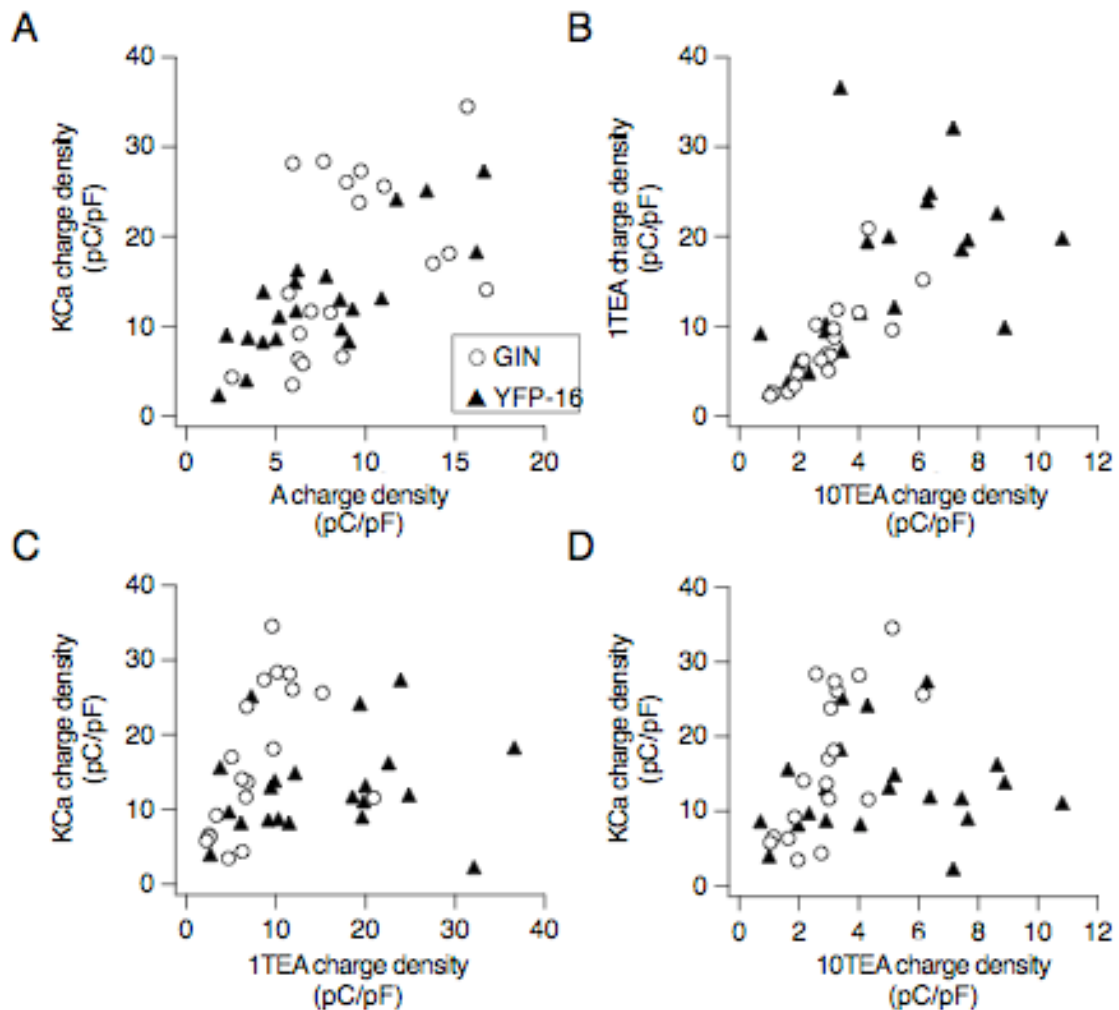 A
KCa charge density
(pC/pF)
40
30
20
10
0
0 5 10 15 20
A charge density
(pC/pF)
GIN
YFP-16
B
1TEA charge density
(pC/pF)
40
30
20
10
0
0 2 4 6 8 10 12
10TEA charge density
(pC/pF)
C
KCa charge density
(pC/pF)
40
30
20
10
0
0 10 20 30 40
1TEA charge density
(pC/pF)
D
KCa charge density
(pC/pF)
40
30
20
10
0
0 2 4 6 8 10 12
10TEA charge density
(pC/pF)